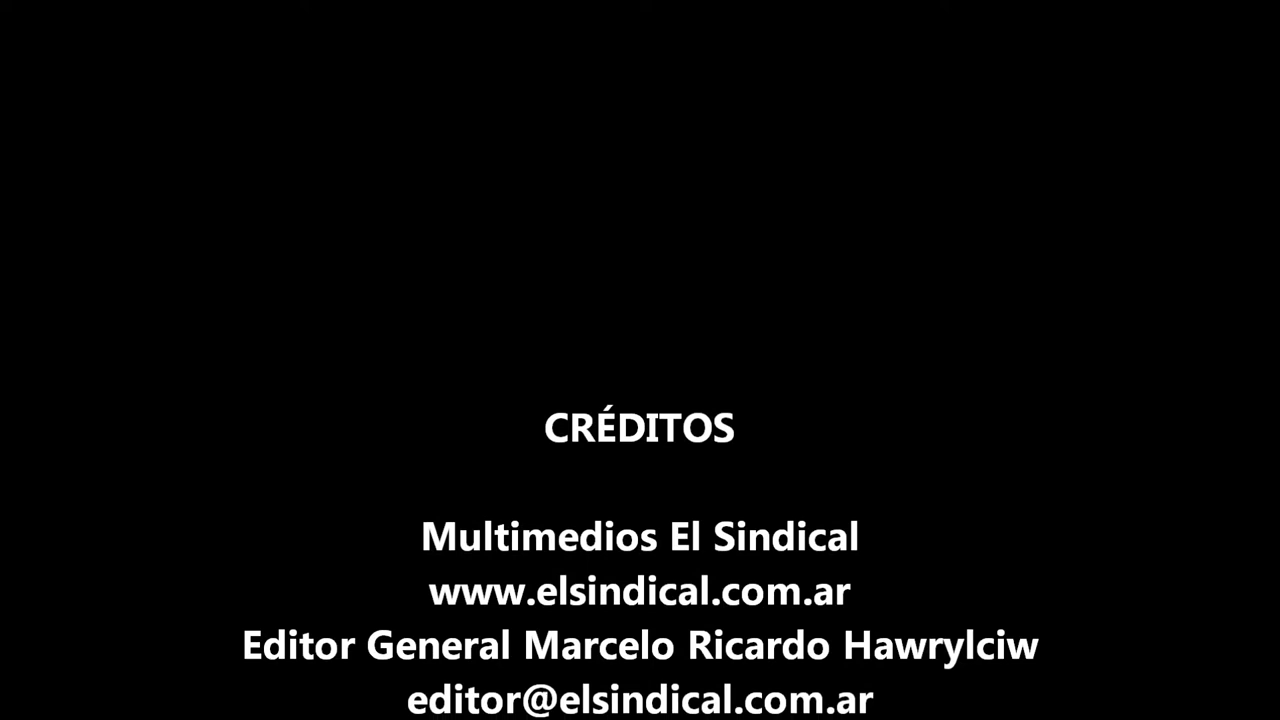 CRÉDITOS
Multimedios El Sindical
www.elsindical.com.ar
Editor General Marcelo Ricardo Hawrylciw
editor@elsindical.com.ar